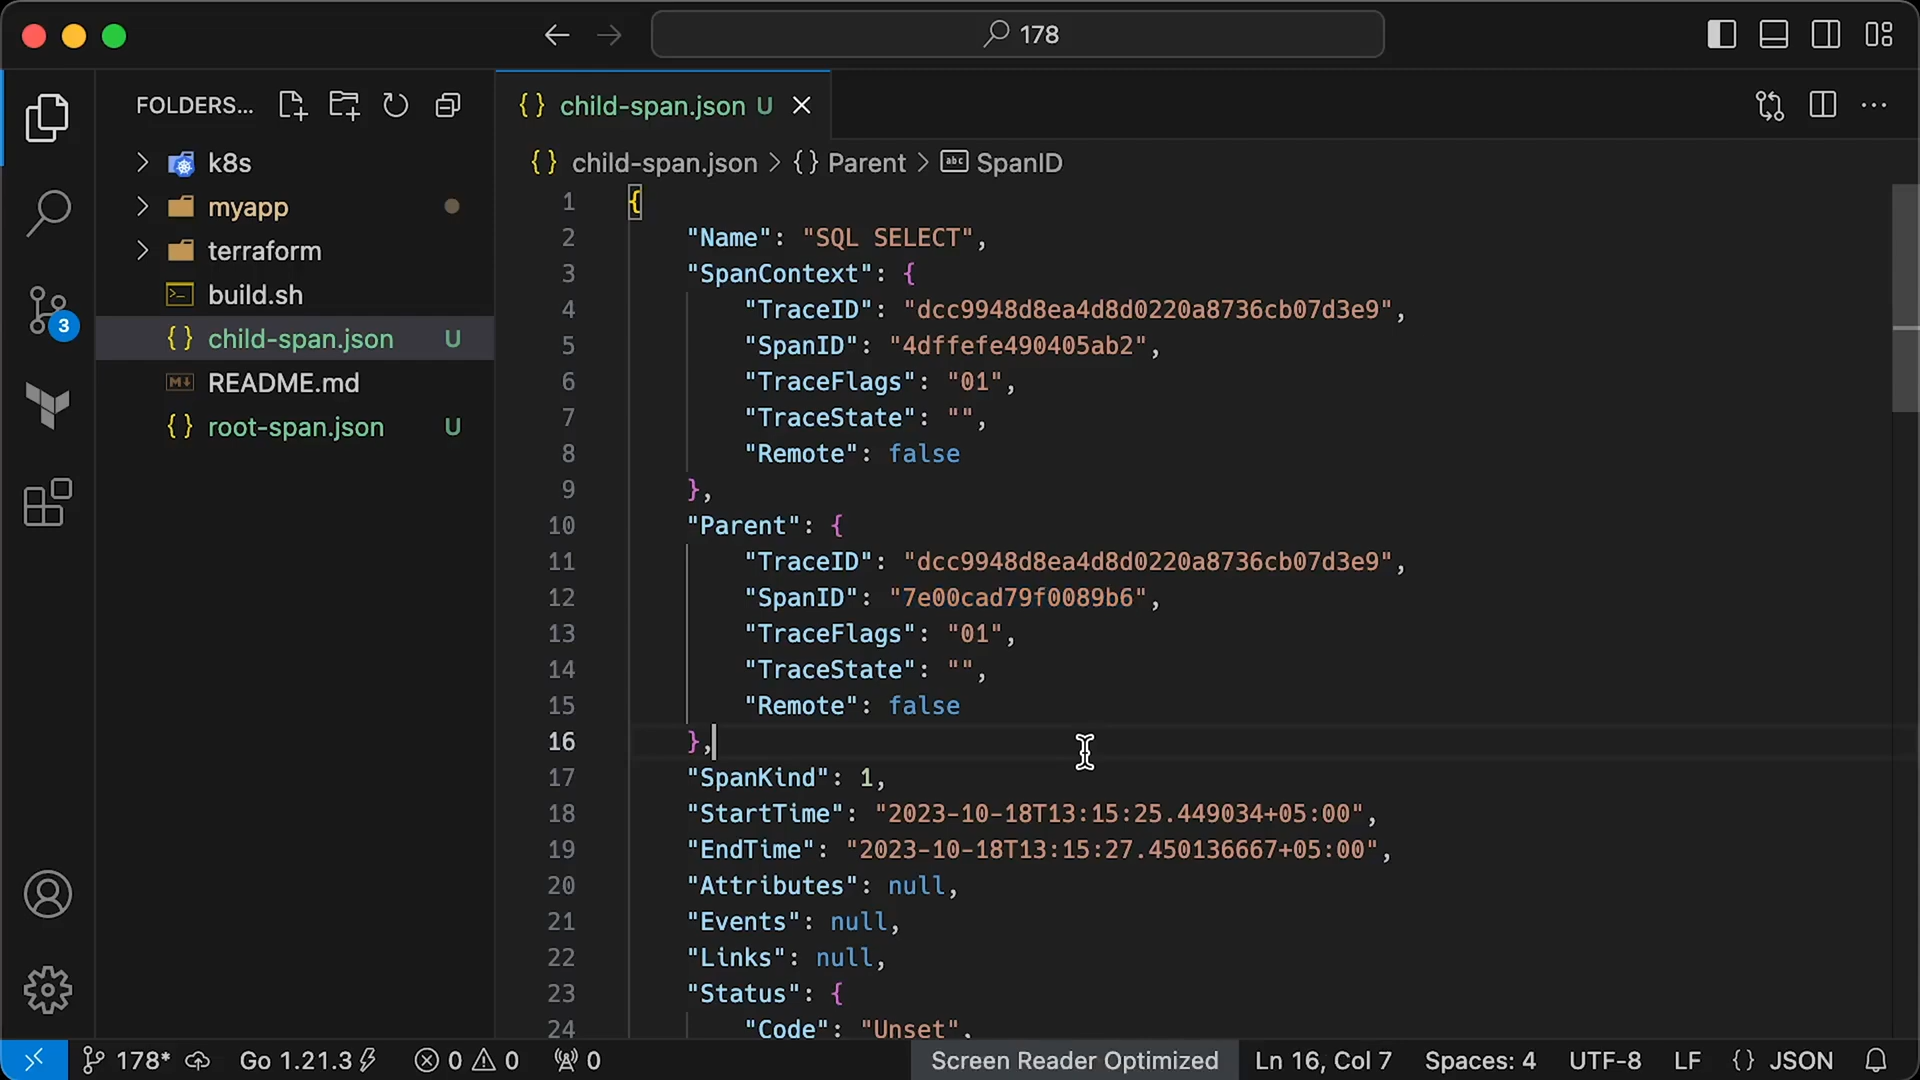 178
FOLDERS...
k8s
myapp
terraform
build.sh
child-span.json U
README.md
root-span.json U
3
child-span.json U
child-span.json > {} Parent > abc SpanID
1 {
2 "Name": "SQL SELECT",
3 "SpanContext": {
4 "TraceID": "dcc9948d8ea4d8d0220a8736cb07d3e9",
5 "SpanID": "4dffefe490405ab2",
6 "TraceFlags": "01",
7 "TraceState": "",
8 "Remote": false
9 },
10 "Parent": {
11 "TraceID": "dcc9948d8ea4d8d0220a8736cb07d3e9",
12 "SpanID": "7e00cad79f0089b6",
13 "TraceFlags": "01",
14 "TraceState": "",
15 "Remote": false
16 },
17 "SpanKind": 1,
18 "StartTime": "2023-10-18T13:15:25.449034+05:00",
19 "EndTime": "2023-10-18T13:15:27.450136667+05:00",
20 "Attributes": null,
21 "Events": null,
22 "Links": null,
23 "Status": {
24 "Code": "Unset",
178* Go 1.21.3 0 0 0 Screen Reader Optimized Ln 16, Col 7 Spaces: 4 UTF-8 LF {} JSON